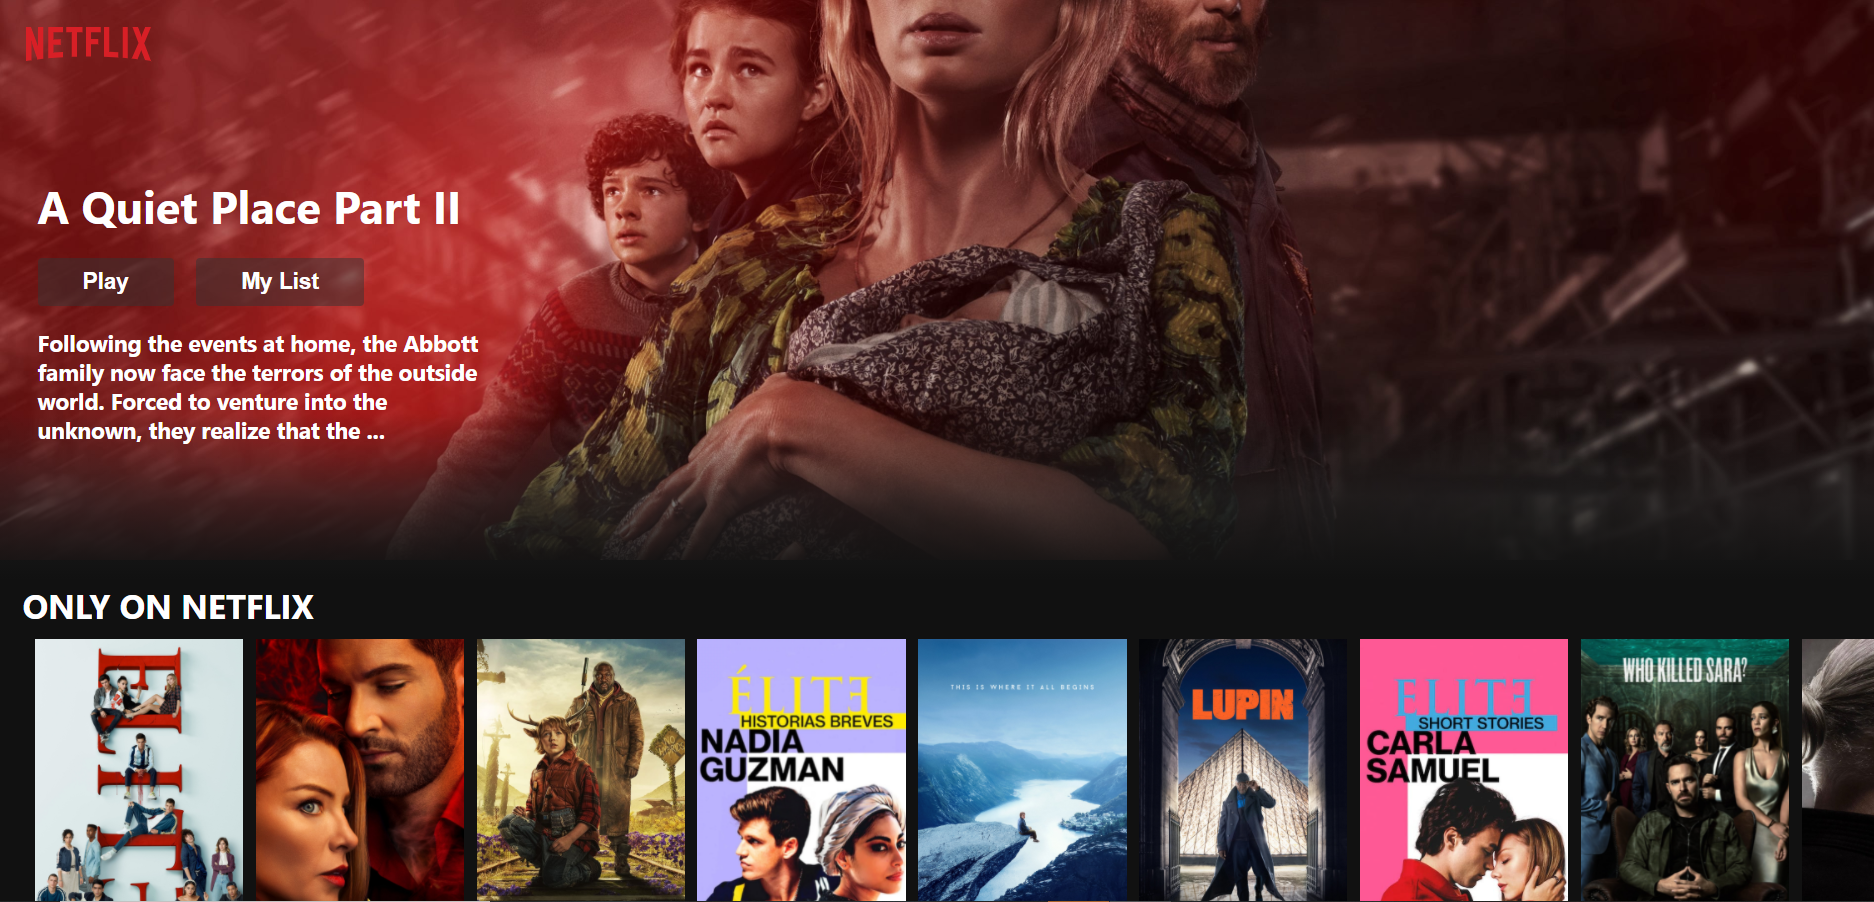 NETFLIX
A Quiet Place Part II
Play
My List
Following the events at home, the Abbott
family now face the terrors of the outside
world. Forced to venture into the
unknown, they realize that the ...
ONLY ON NETFLIX
ÉLITE
HISTORIAS BREVES
NADIA
GUZMAN
THIS IS WHERE IT ALL BEGINS
LUPIN
ELITE
SHORT STORIES
CARLA
SAMUEL
WHO KILLED SARA?